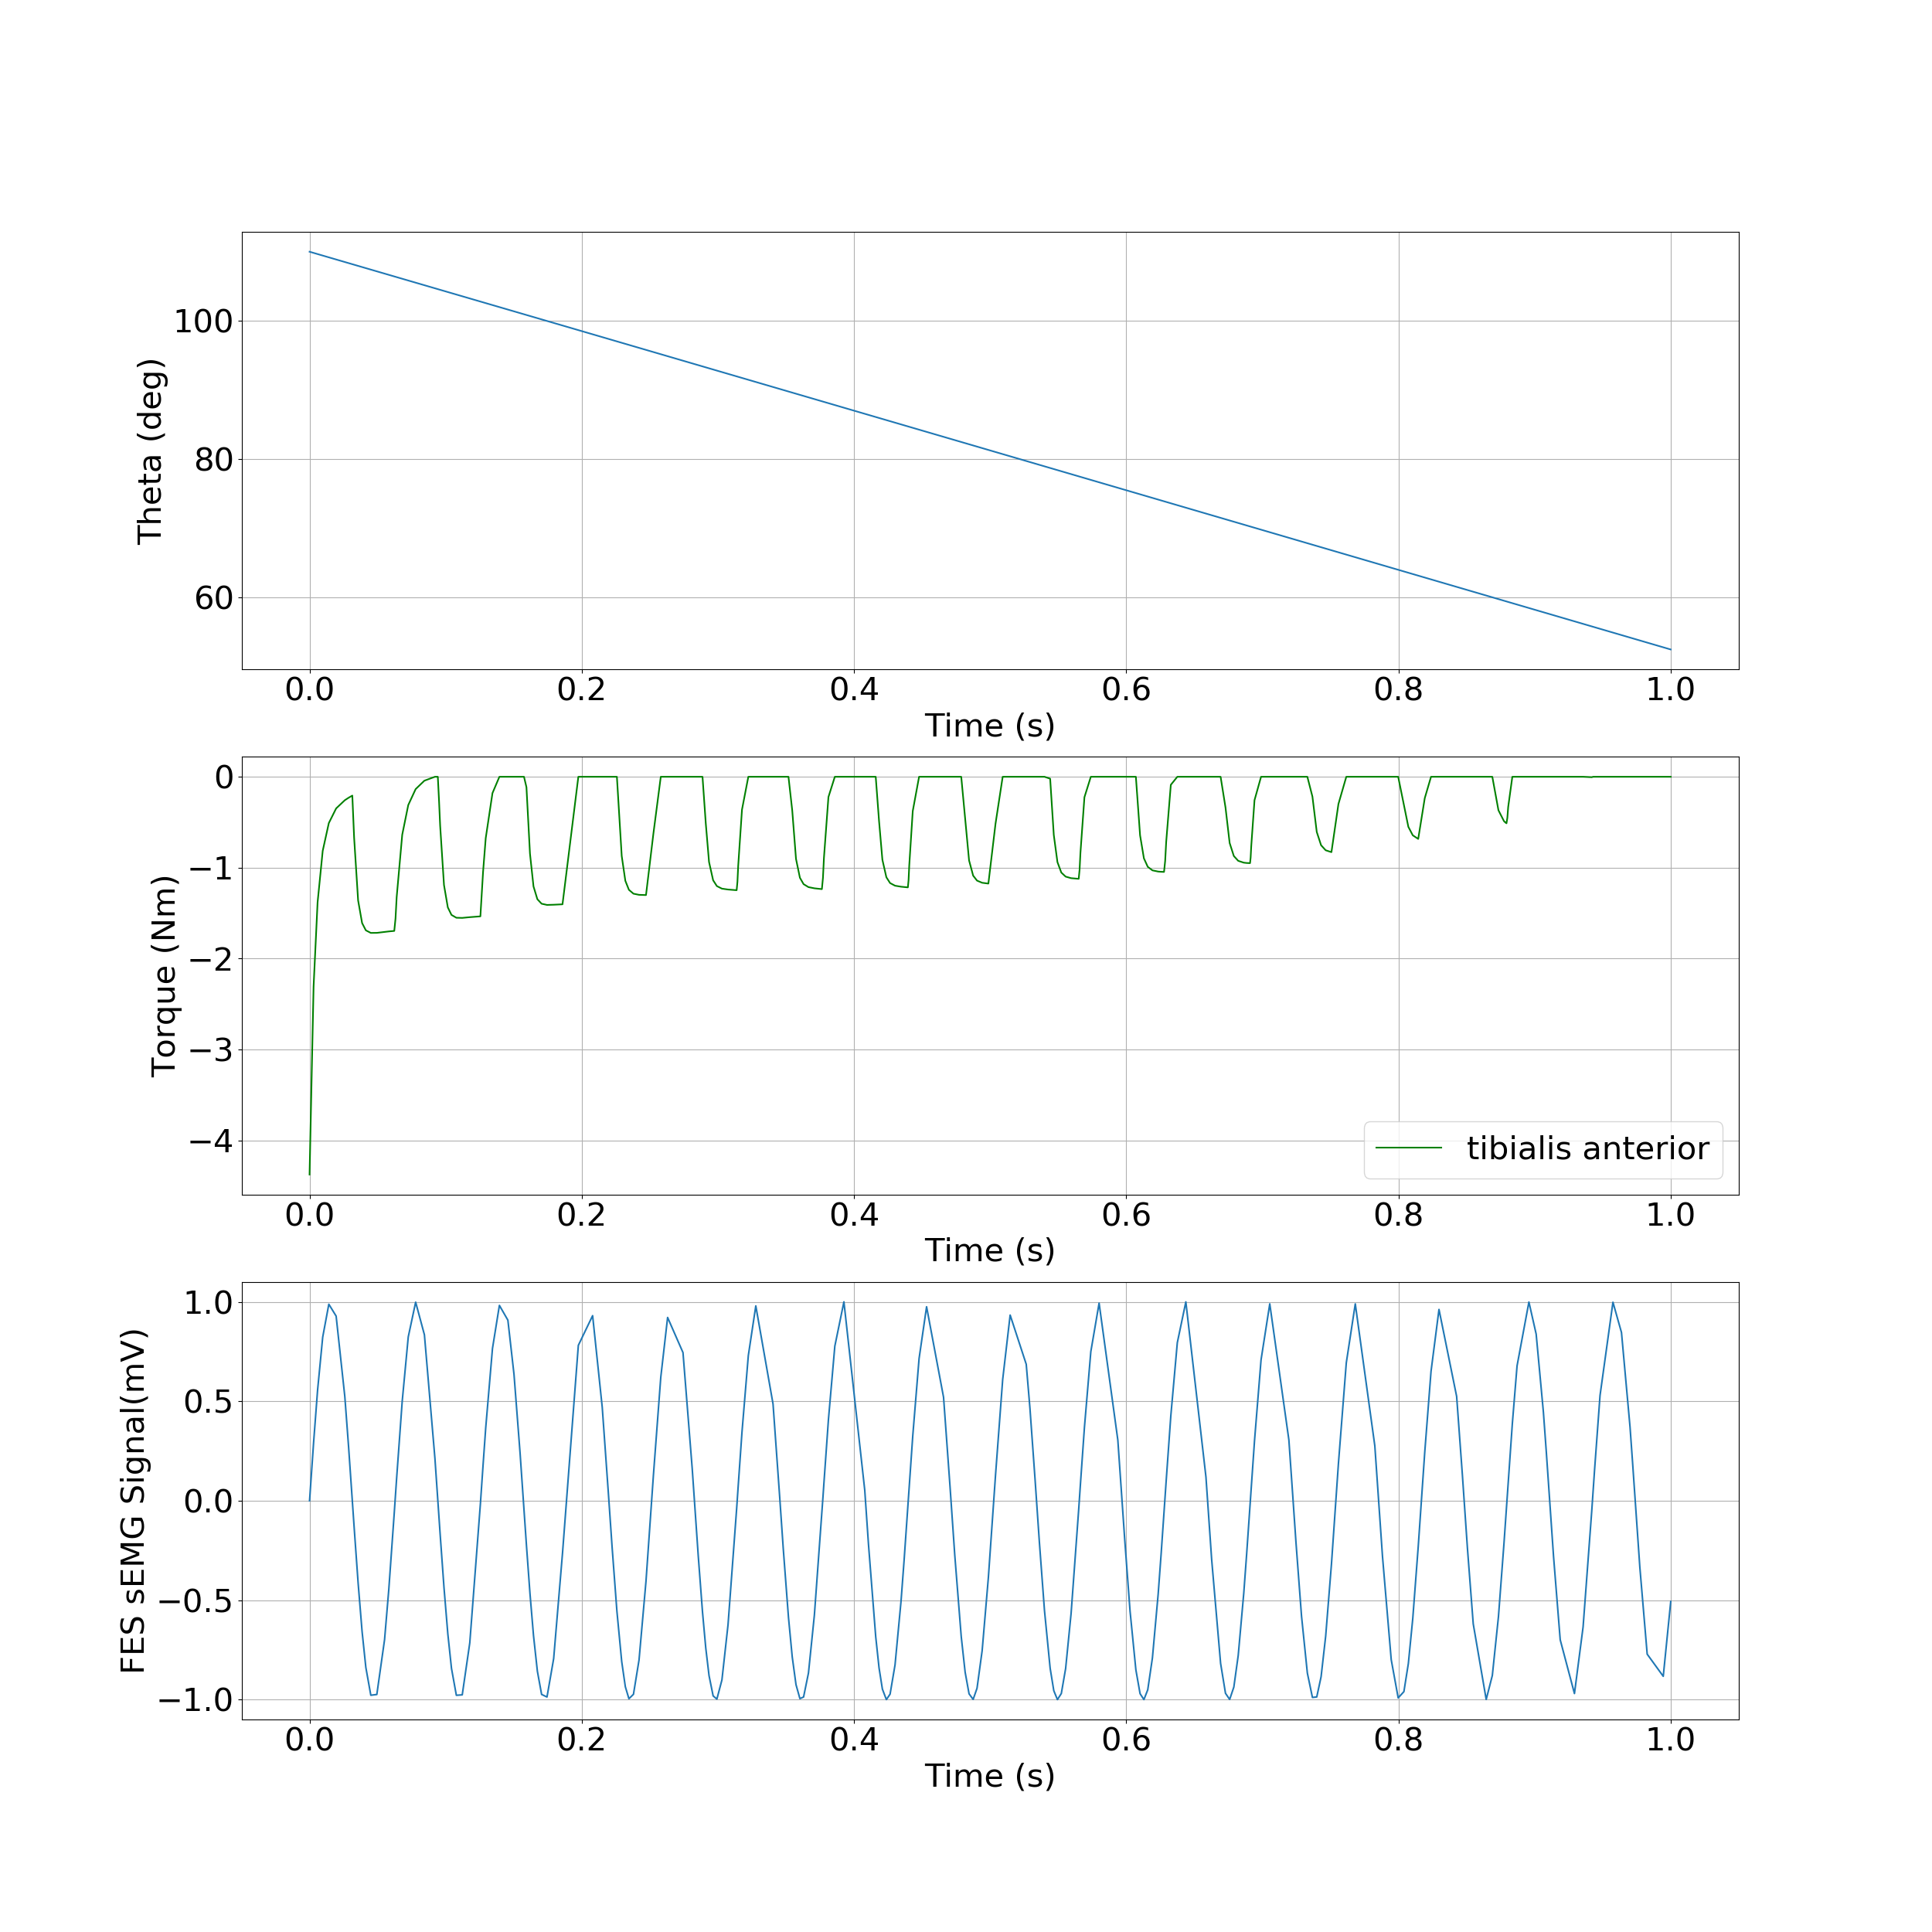 Theta (deg)
100
80
60
0.0 0.2 0.4 0.6 0.8 1.0
Time (s)
Torque (Nm)
0
−1
−2
−3
−4
tibialis anterior
0.0 0.2 0.4 0.6 0.8 1.0
Time (s)
FES sEMG Signal(mV)
1.0
0.5
0.0
−0.5
−1.0
0.0 0.2 0.4 0.6 0.8 1.0
Time (s)